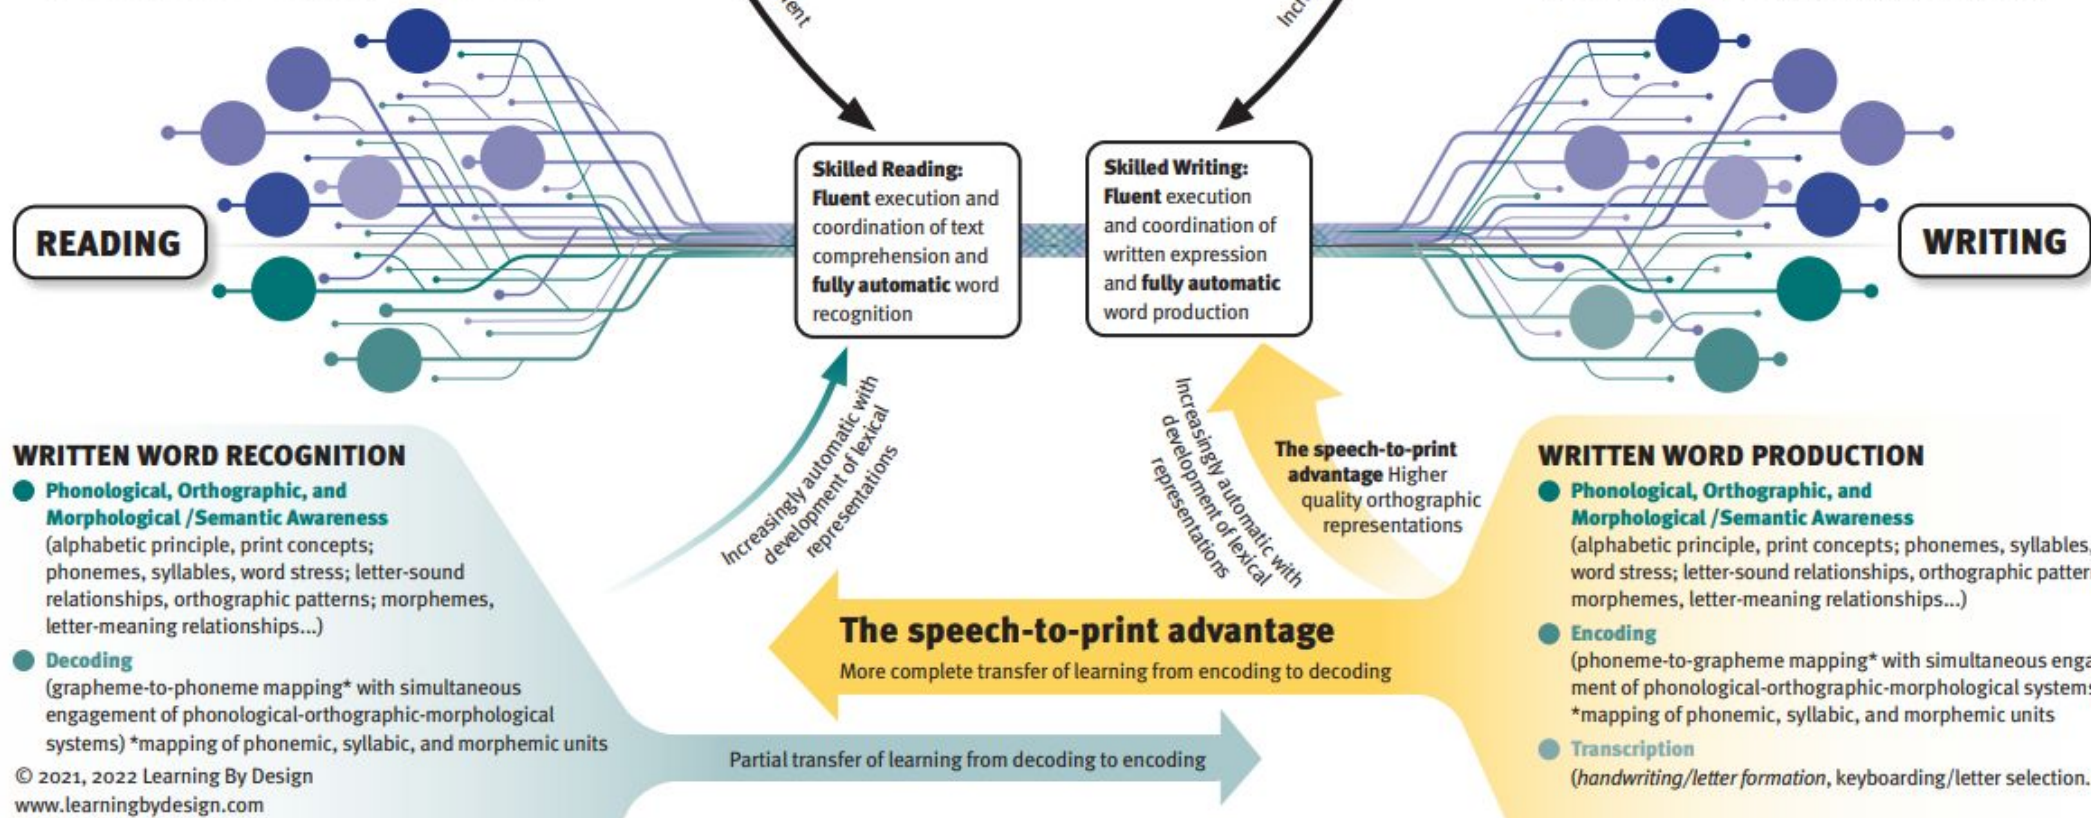 READING
Skilled Reading:
Fluent execution and
coordination of text
comprehension and
fully automatic word
recognition
Skilled Writing:
Fluent execution
and coordination of
written expression
and fully automatic
word production
WRITING
WRITTEN WORD RECOGNITION
Phonological, Orthographic, and
Morphological /Semantic Awareness
(alphabetic principle, print concepts;
phonemes, syllables, word stress; letter-sound
relationships, orthographic patterns; morphemes,
letter-meaning relationships...)
Decoding
(grapheme-to-phoneme mapping* with simultaneous
engagement of phonological-orthographic-morphological
systems) *mapping of phonemic, syllabic, and morphemic units
© 2021, 2022 Learning By Design
www.learningbydesign.com
Increasingly automatic with
development of lexical
representations
Increasingly automatic with
development of lexical
representations
The speech-to-print
advantage Higher
quality orthographic
representations
The speech-to-print advantage
More complete transfer of learning from encoding to decoding
Partial transfer of learning from decoding to encoding
WRITTEN WORD PRODUCTION
Phonological, Orthographic, and
Morphological /Semantic Awareness
(alphabetic principle, print concepts; phonemes, syllables,
word stress; letter-sound relationships, orthographic patter
morphemes, letter-meaning relationships...)
Encoding
(phoneme-to-grapheme mapping* with simultaneous enga
ment of phonological-orthographic-morphological systems
*mapping of phonemic, syllabic, and morphemic units
Transcription
(handwriting/letter formation, keyboarding/letter selection.